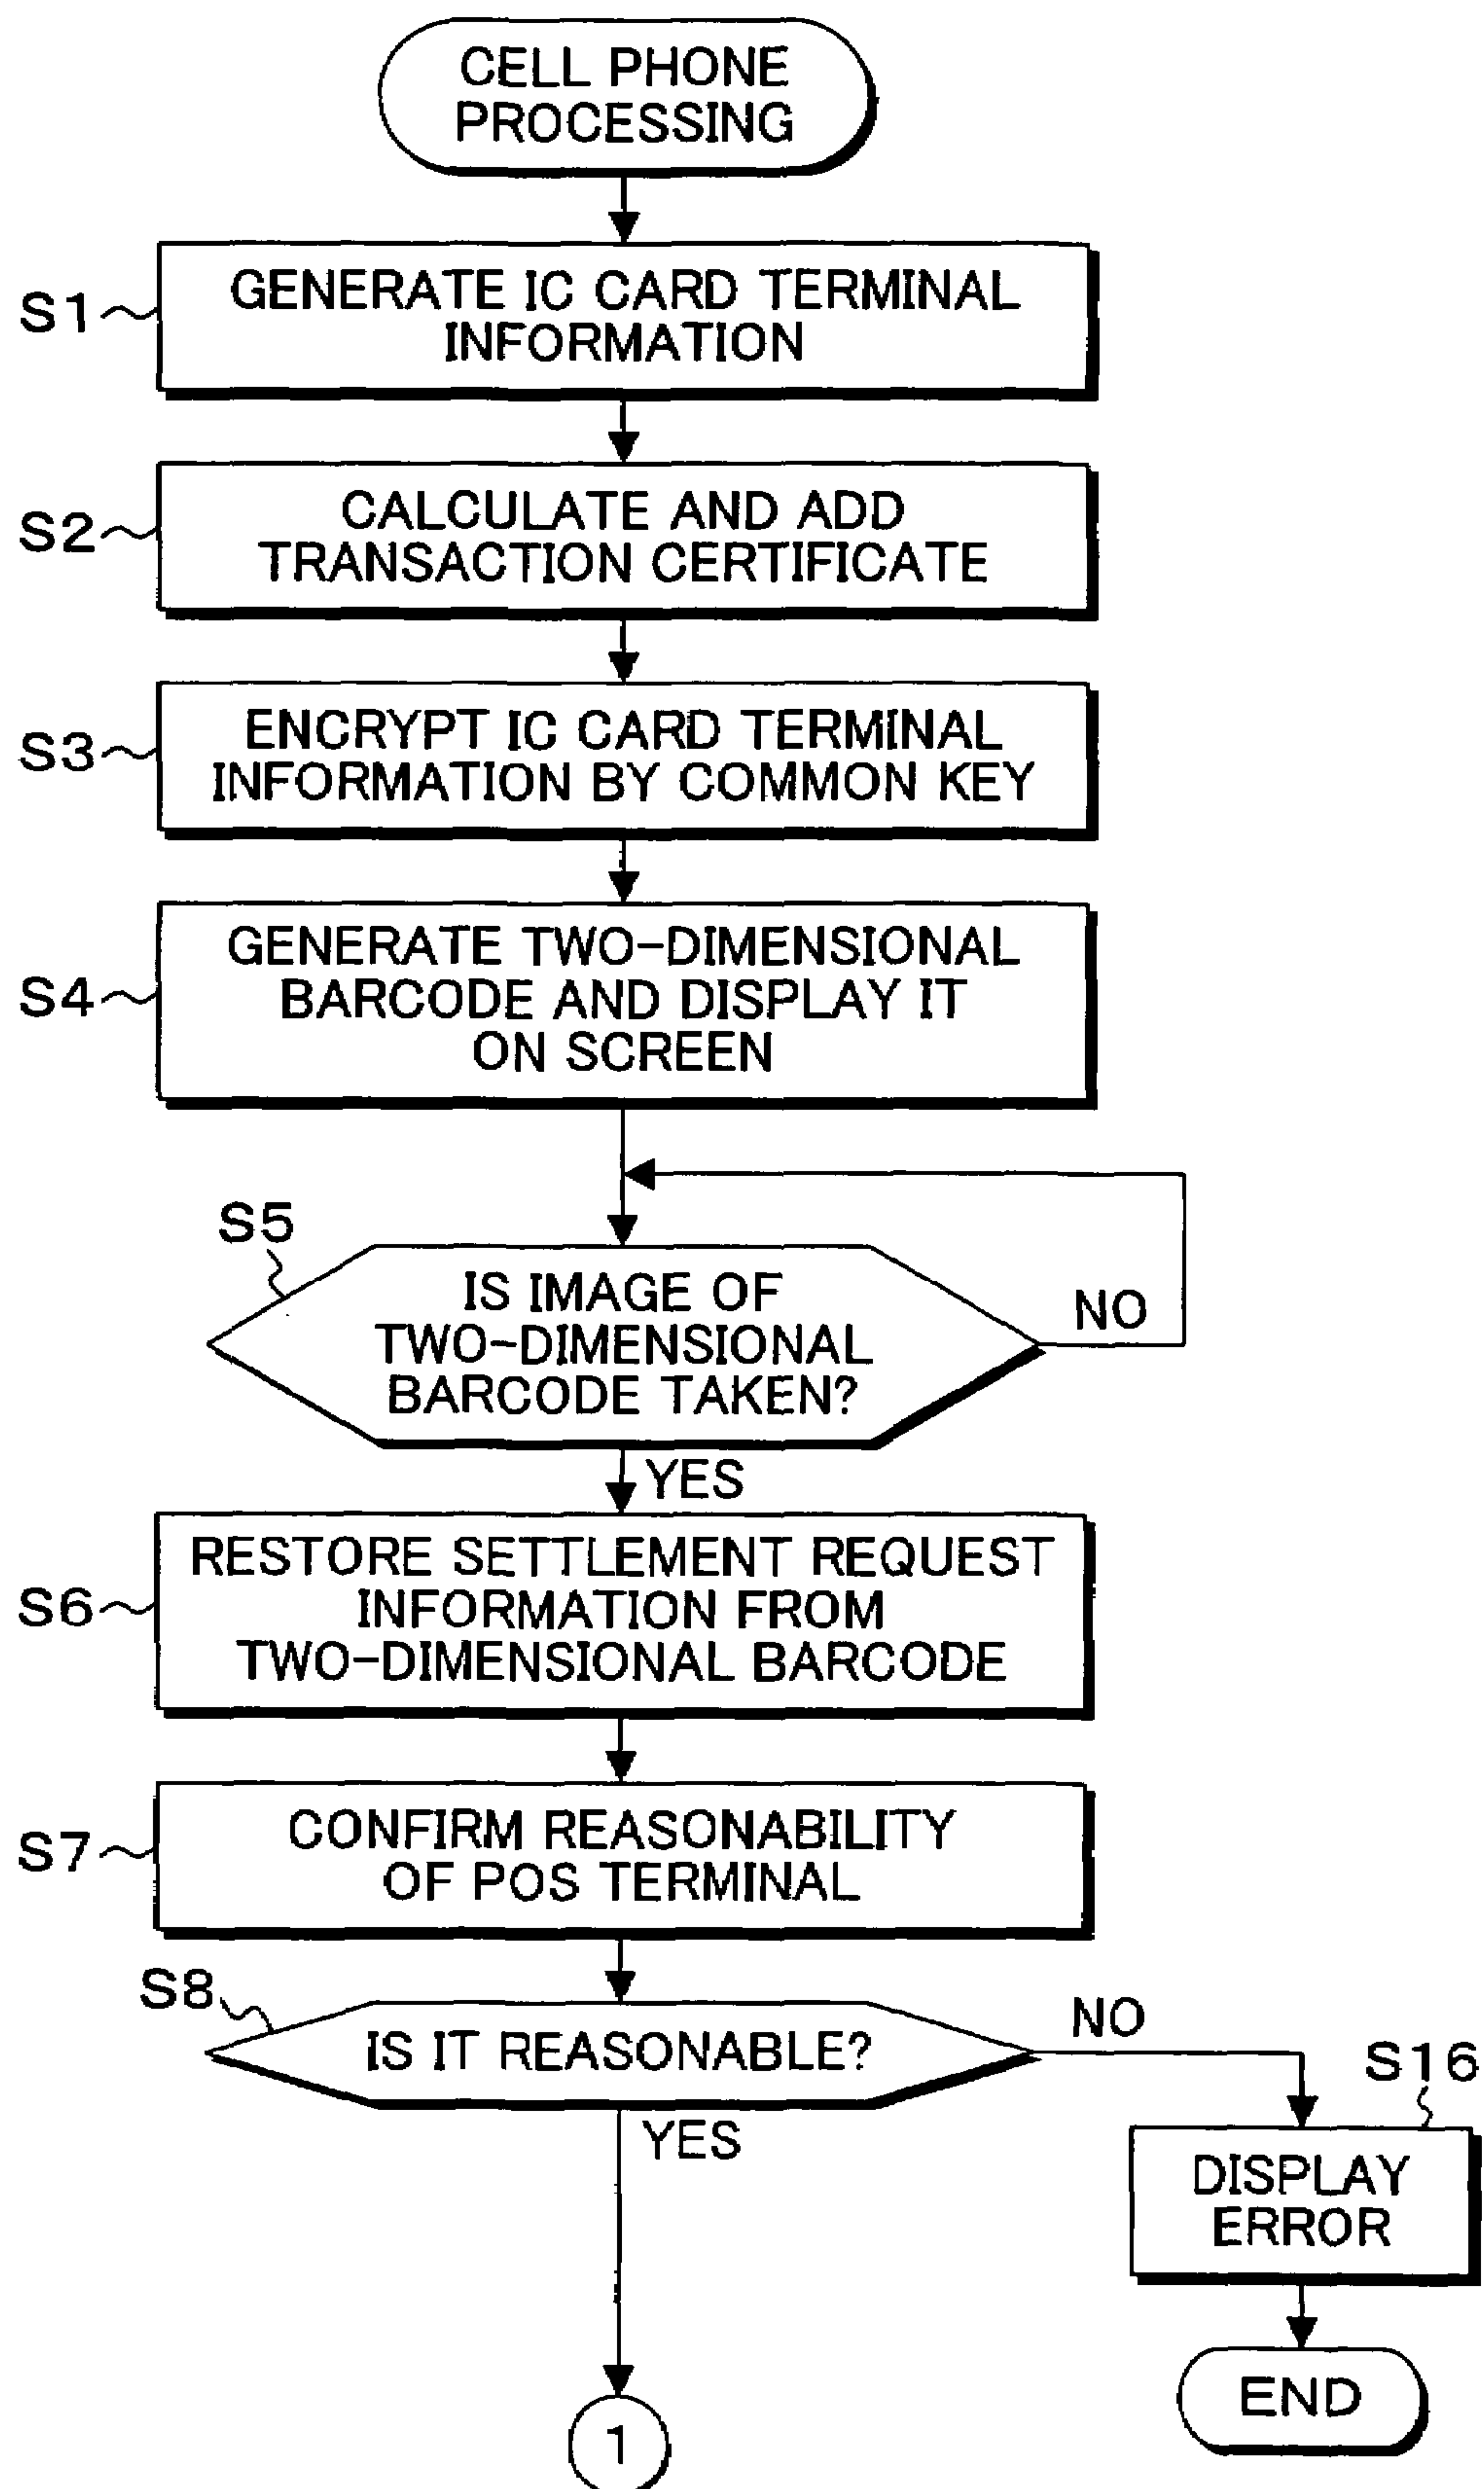 CELL PHONE
PROCESSING
S1
GENERATE IC CARD TERMINAL
INFORMATION
S2
CALCULATE AND ADD
TRANSACTION CERTIFICATE
S3
ENCRYPT IC CARD TERMINAL
INFORMATION BY COMMON KEY
S4
GENERATE TWO-DIMENSIONAL
BARCODE AND DISPLAY IT
ON SCREEN
S5
IS IMAGE OF
TWO-DIMENSIONAL
BARCODE TAKEN?
NO
YES
S6
RESTORE SETTLEMENT REQUEST
INFORMATION FROM
TWO-DIMENSIONAL BARCODE
S7
CONFIRM REASONABILITY
OF POS TERMINAL
S8
IS IT REASONABLE?
NO
YES
S16
DISPLAY
ERROR
END
1